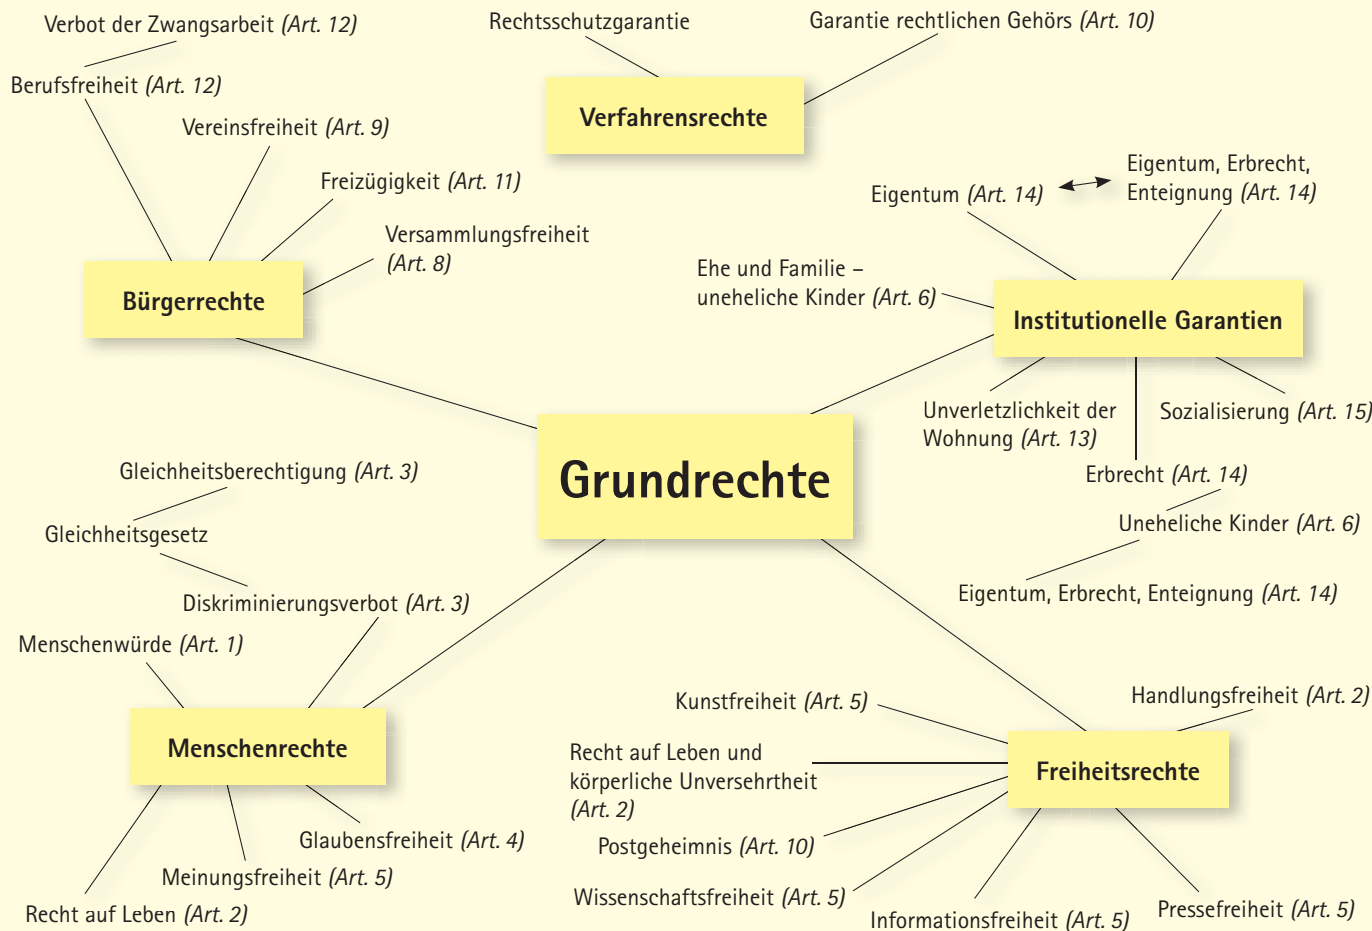 Verbot der Zwangsarbeit (Art. 12)
Rechtsschutzgarantie
Garantie rechtlichen Gehörs (Art. 10)
Berufsfreiheit (Art. 12)
Verfahrensrechte
Vereinsfreiheit (Art. 9)
Freizügigkeit (Art. 11)
Eigentum (Art. 14)
Eigentum, Erbrecht,
Enteignung (Art. 14)
Versammlungsfreiheit
(Art. 8)
Ehe und Familie –
uneheliche Kinder (Art. 6)
Bürgerrechte
Institutionelle Garantien
Unverletzlichkeit der
Wohnung (Art. 13)
Sozialisierung (Art. 15)
Grundrechte
Erbrecht (Art. 14)
Uneheliche Kinder (Art. 6)
Eigentum, Erbrecht, Enteignung (Art. 14)
Gleichheitsberechtigung (Art. 3)
Gleichheitsgesetz
Diskriminierungsverbot (Art. 3)
Menschenwürde (Art. 1)
Menschenrechte
Glaubensfreiheit (Art. 4)
Meinungsfreiheit (Art. 5)
Recht auf Leben (Art. 2)
Kunstfreiheit (Art. 5)
Handlungsfreiheit (Art. 2)
Recht auf Leben und
körperliche Unversehrtheit
(Art. 2)
Freiheitsrechte
Postgeheimnis (Art. 10)
Wissenschaftsfreiheit (Art. 5)
Informationsfreiheit (Art. 5)
Pressefreiheit (Art. 5)